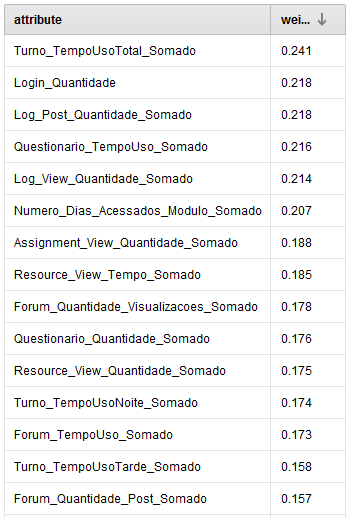 attribute wei... ↓
Turno_TempoUsoTotal_Somado 0.241
Login_Quantidade 0.218
Log_Post_Quantidade_Somado 0.218
Questionario_TempoUso_Somado 0.216
Log_View_Quantidade_Somado 0.214
Numero_Dias_Acessados_Modulo_Somado 0.207
Assignment_View_Quantidade_Somado 0.188
Resource_View_Tempo_Somado 0.185
Forum_Quantidade_Visualizacoes_Somado 0.178
Questionario_Quantidade_Somado 0.176
Resource_View_Quantidade_Somado 0.175
Turno_TempoUsoNoite_Somado 0.174
Forum_TempoUso_Somado 0.173
Turno_TempoUsoTarde_Somado 0.158
Forum_Quantidade_Post_Somado 0.157